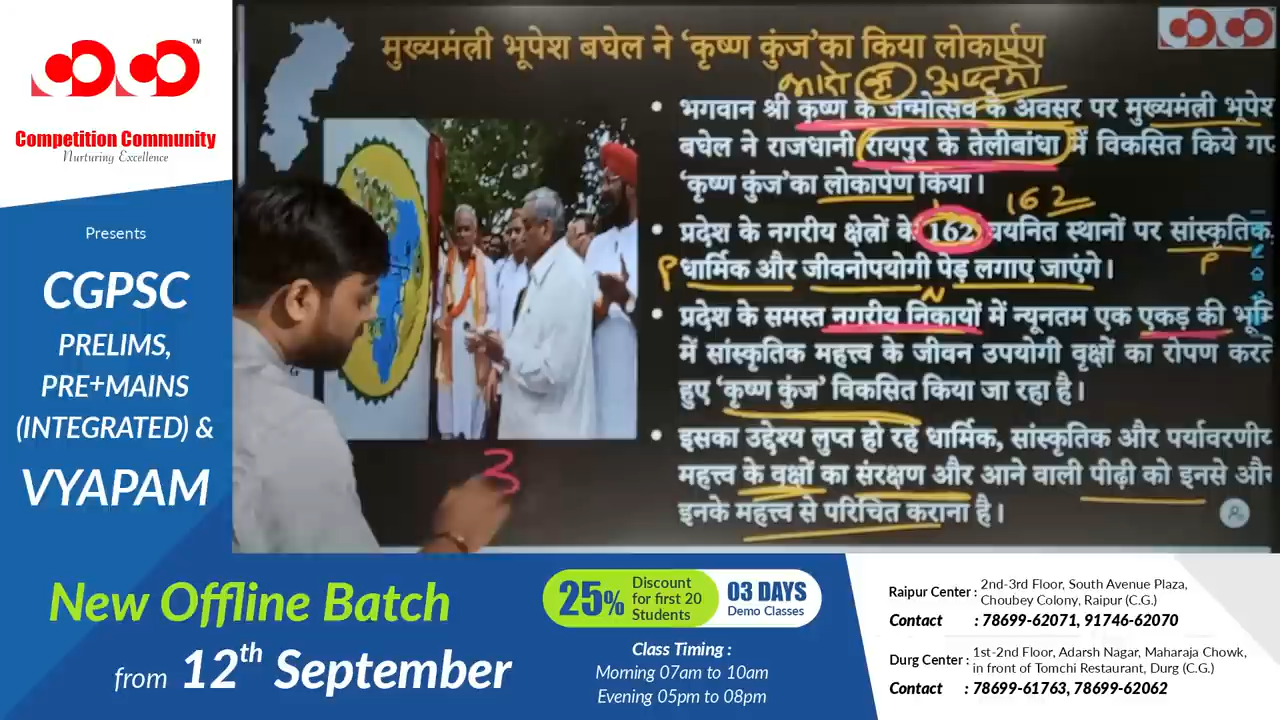 TM
Competition Community
Nurturing Excellence
Presents
CGPSC
PRELIMS,
PRE+MAINS
(INTEGRATED) &
VYAPAM
मुख्यमंत्री भूपेश बघेल ने ‘कृष्ण कुंज’का किया लोकार्पण
कृ अष्टमी
• भगवान श्री कृष्ण के जन्मोत्सव के अवसर पर मुख्यमंत्री भूपेश
बघेल ने राजधानी रायपुर के तेलीबांधा में विकसित किये गए
‘कृष्ण कुंज’का लोकार्पण किया।
162
• प्रदेश के नगरीय क्षेत्रों के 162 चयनित स्थानों पर सांस्कृतिक,
धार्मिक और जीवनोपयोगी पेड़ लगाए जाएंगे।
• प्रदेश के समस्त नगरीय निकायों में न्यूनतम एक एकड़ की भूमि
में सांस्कृतिक महत्त्व के जीवन उपयोगी वृक्षों का रोपण करते
हुए ‘कृष्ण कुंज’ विकसित किया जा रहा है।
• इसका उद्देश्य लुप्त हो रहे धार्मिक, सांस्कृतिक और पर्यावरणीय
महत्त्व के वृक्षों का संरक्षण और आने वाली पीढ़ी को इनसे और
इनके महत्त्व से परिचित कराना है।
3
New Offline Batch
from 12th September
25% Discount
for first 20
Students
03 DAYS
Demo Classes
Class Timing :
Morning 07am to 10am
Evening 05pm to 08pm
Raipur Center : 2nd-3rd Floor, South Avenue Plaza,
Choubey Colony, Raipur (C.G.)
Contact : 78699-62071, 91746-62070
Durg Center : 1st-2nd Floor, Adarsh Nagar, Maharaja Chowk,
in front of Tomchi Restaurant, Durg (C.G.)
Contact : 78699-61763, 78699-62062